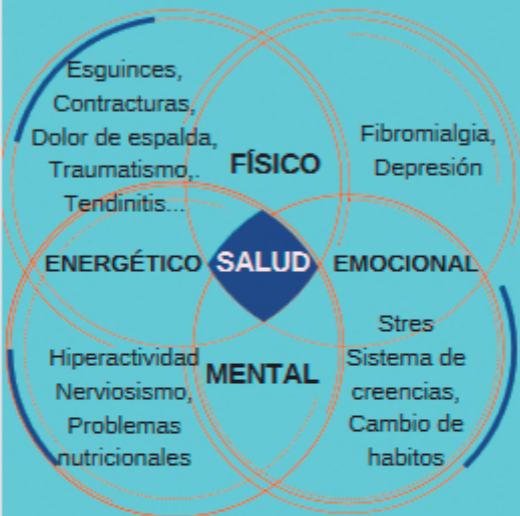 Esguinces,
Contracturas,
Dolor de espalda,
Traumatismo,.
Tendinitis...
FÍSICO
Fibromialgia,
Depresión
ENERGÉTICO
SALUD
EMOCIONAL
Hiperactividad
Nerviosismo,
Problemas
nutricionales
MENTAL
Stres
Sistema de
creencias,
Cambio de
habitos